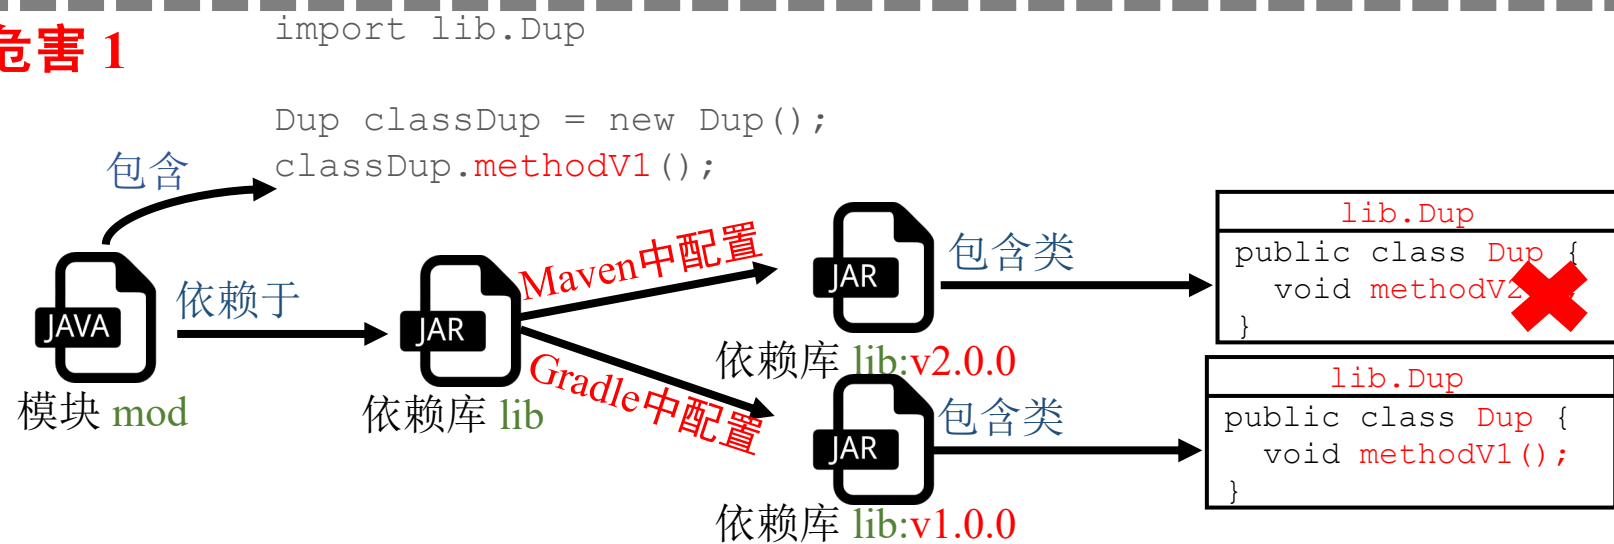 import lib.Dup
危害 1
Dup classDup = new Dup();
classDup.methodV1();
包含
JAVA
模块 mod
依赖于
JAR
依赖库 lib
Maven中配置
Gradle中配置
JAR
依赖库 lib:v2.0.0
包含类
lib.Dup
public class Dup {
void methodV2
}
JAR
依赖库 lib:v1.0.0
包含类
lib.Dup
public class Dup {
void methodV1();
}